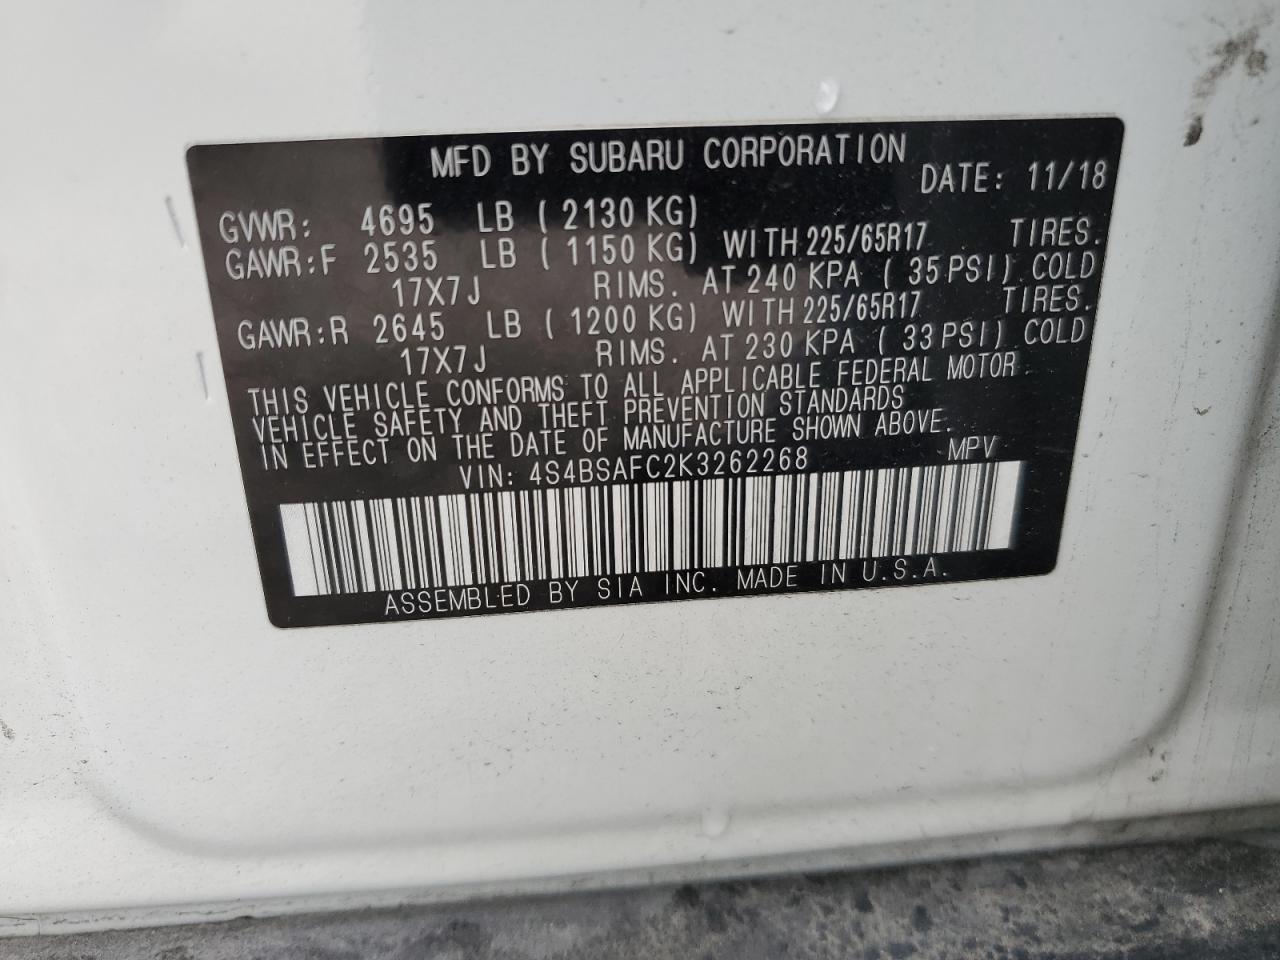 MFD BY SUBARU CORPORATION
DATE: 11/18
GVWR: 4695 LB ( 2130 KG)
GAWR:F 2535 LB ( 1150 KG) WITH 225/65R17 TIRES.
17X7J RIMS. AT 240 KPA ( 35 PSI) COLD
GAWR:R 2645 LB ( 1200 KG) WITH 225/65R17 TIRES.
17X7J RIMS. AT 230 KPA ( 33 PSI) COLD
THIS VEHICLE CONFORMS TO ALL APPLICABLE FEDERAL MOTOR
VEHICLE SAFETY AND THEFT PREVENTION STANDARDS
IN EFFECT ON THE DATE OF MANUFACTURE SHOWN ABOVE.
VIN: 4S4BSAFC2K3262268 MPV
ASSEMBLED BY SIA INC. MADE IN U.S.A.